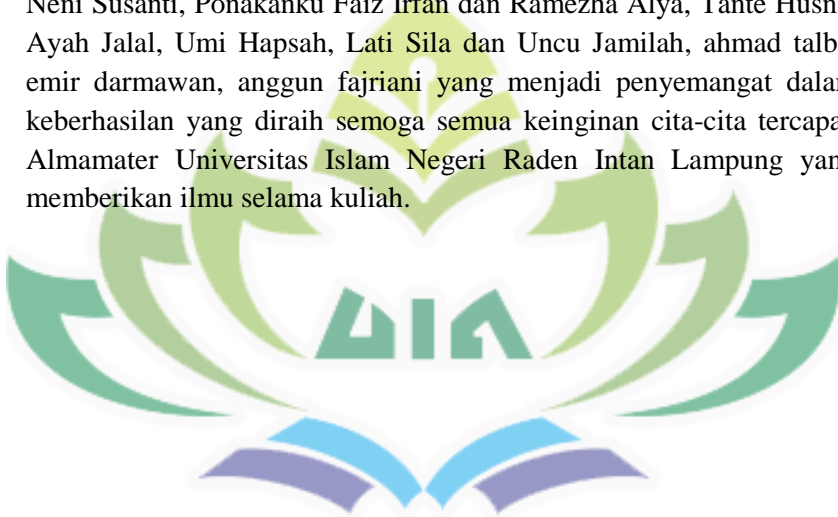 Neni Susanti, Ponakanku Faiz Irfan dan Ramezha Alya, Tante Husn
Ayah Jalal, Umi Hapsah, Lati Sila dan Uncu Jamilah, ahmad talb
emir darmawan, anggun fajriani yang menjadi penyemangat dalam
keberhasilan yang diraih semoga semua keinginan cita-cita tercapa
Almamater Universitas Islam Negeri Raden Intan Lampung yan
memberikan ilmu selama kuliah.
UIN